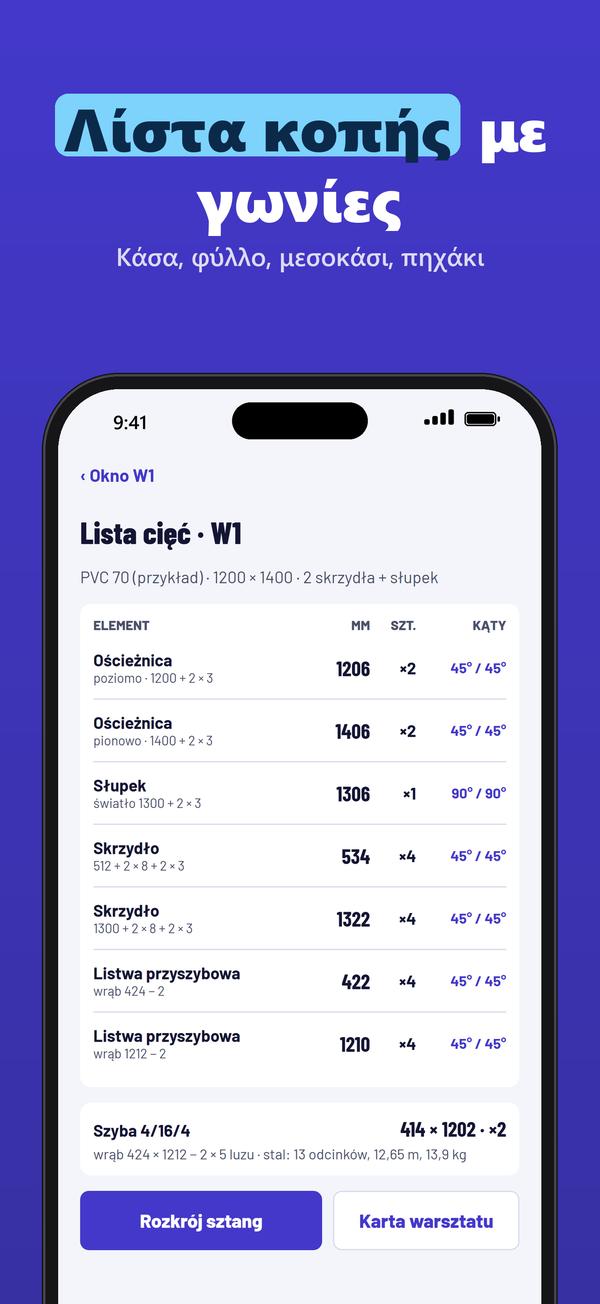 Λίστα κοπής με
γωνίες
Κάσα, φύλλο, μεσοκάσι, πηχάκι
9:41
‹ Okno W1
Lista cięć · W1
PVC 70 (przykład) · 1200 × 1400 · 2 skrzydła + słupek
ELEMENT MM SZT. KĄTY
Ościeżnica 1206 ×2 45° / 45°
poziomo · 1200 + 2 × 3
Ościeżnica 1406 ×2 45° / 45°
pionowo · 1400 + 2 × 3
Słupek 1306 ×1 90° / 90°
światło 1300 + 2 × 3
Skrzydło 534 ×4 45° / 45°
512 + 2 × 8 + 2 × 3
Skrzydło 1322 ×4 45° / 45°
1300 + 2 × 8 + 2 × 3
Listwa przyszybowa 422 ×4 45° / 45°
wrąb 424 – 2
Listwa przyszybowa 1210 ×4 45° / 45°
wrąb 1212 – 2
Szyba 4/16/4 414 × 1202 · ×2
wrąb 424 × 1212 – 2 × 5 luzu · stal: 13 odcinków, 12,65 m, 13,9 kg
Rozkrój sztang Karta warsztatu